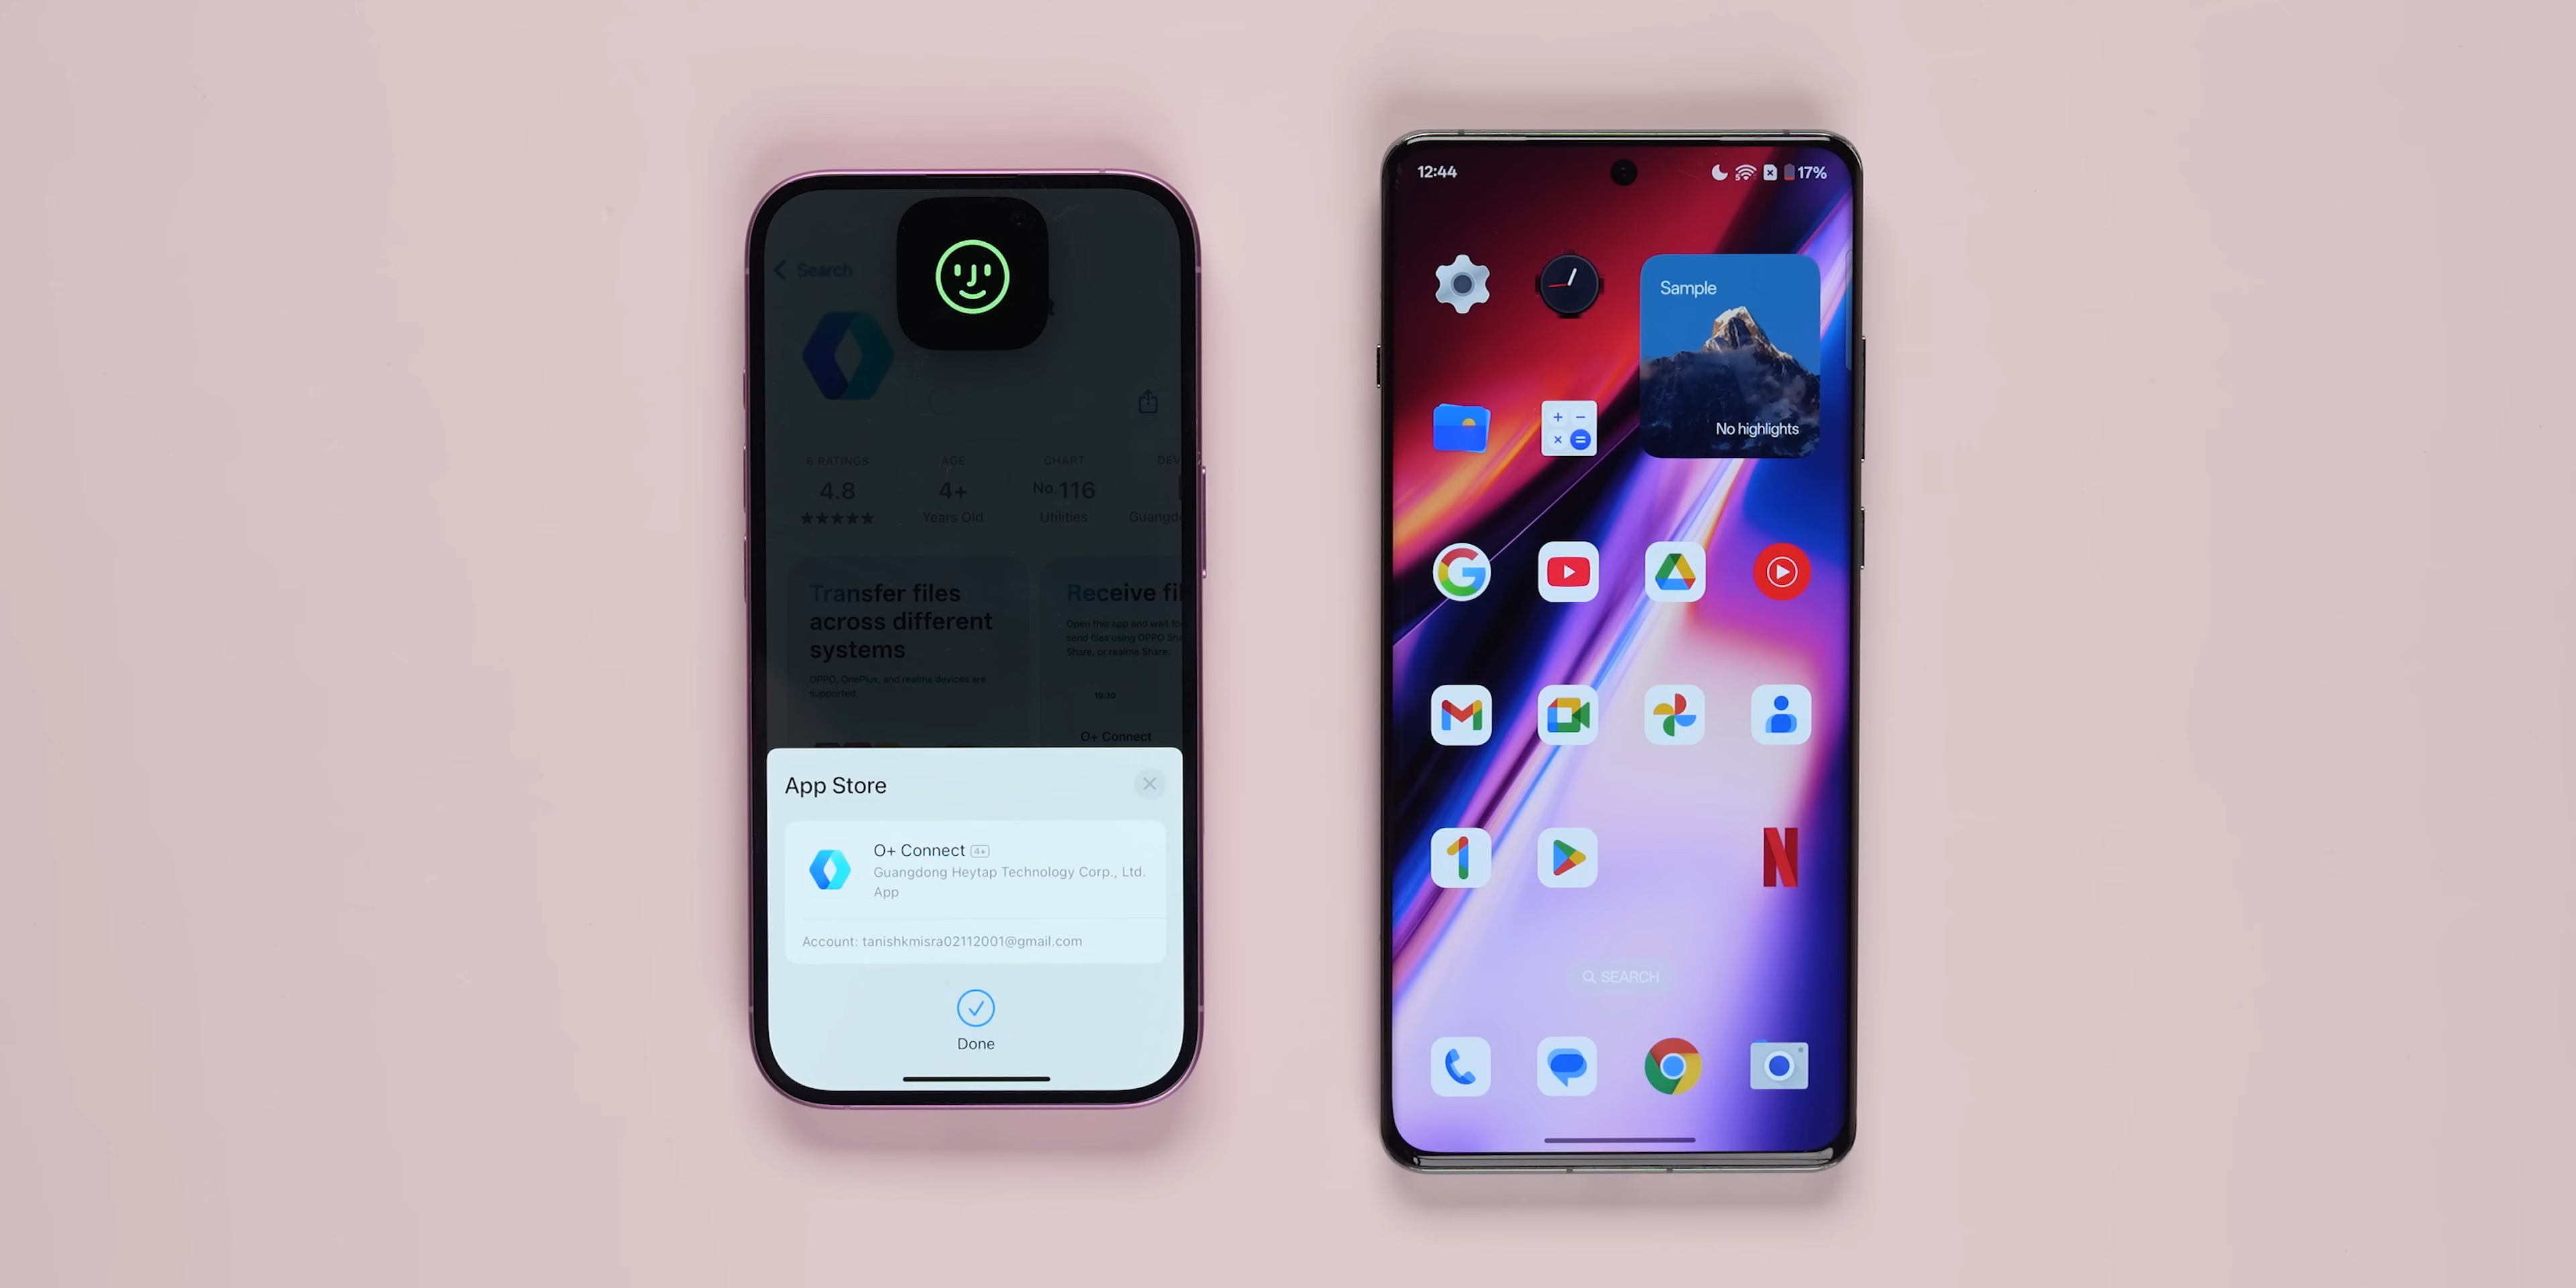 Search
6 RATINGS
4.8
★★★★★
AGE
4+
Years Old
CHART
No.116
Utilities
DEV
Guangd
Transfer files
across different
systems
OPPO, OnePlus, and realme devices are
supported
Receive fil
Open this app and wait fo
send files using OPPO Sha
Share, or realme Share.
19:30
O+ Connect
App Store
O+ Connect 4+
Guangdong Heytap Technology Corp., Ltd.
App
Account: tanishkmisra02112001@gmail.com
Done
12:44
17%
Sample
No highlights
SEARCH